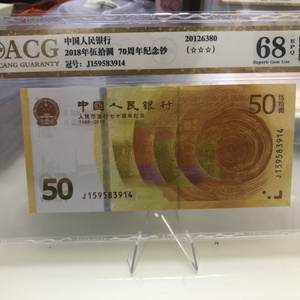 ACG
CANG GUARANTY
中国人民银行
2018年伍拾圆 70周年纪念钞
冠号: J159583914
20126380
(☆☆☆)
68
EPQ
Superb Gem Unc
中国人民银行
人民币发行七十周年纪念
1948-2018
50
伍拾圆
50
J159583914